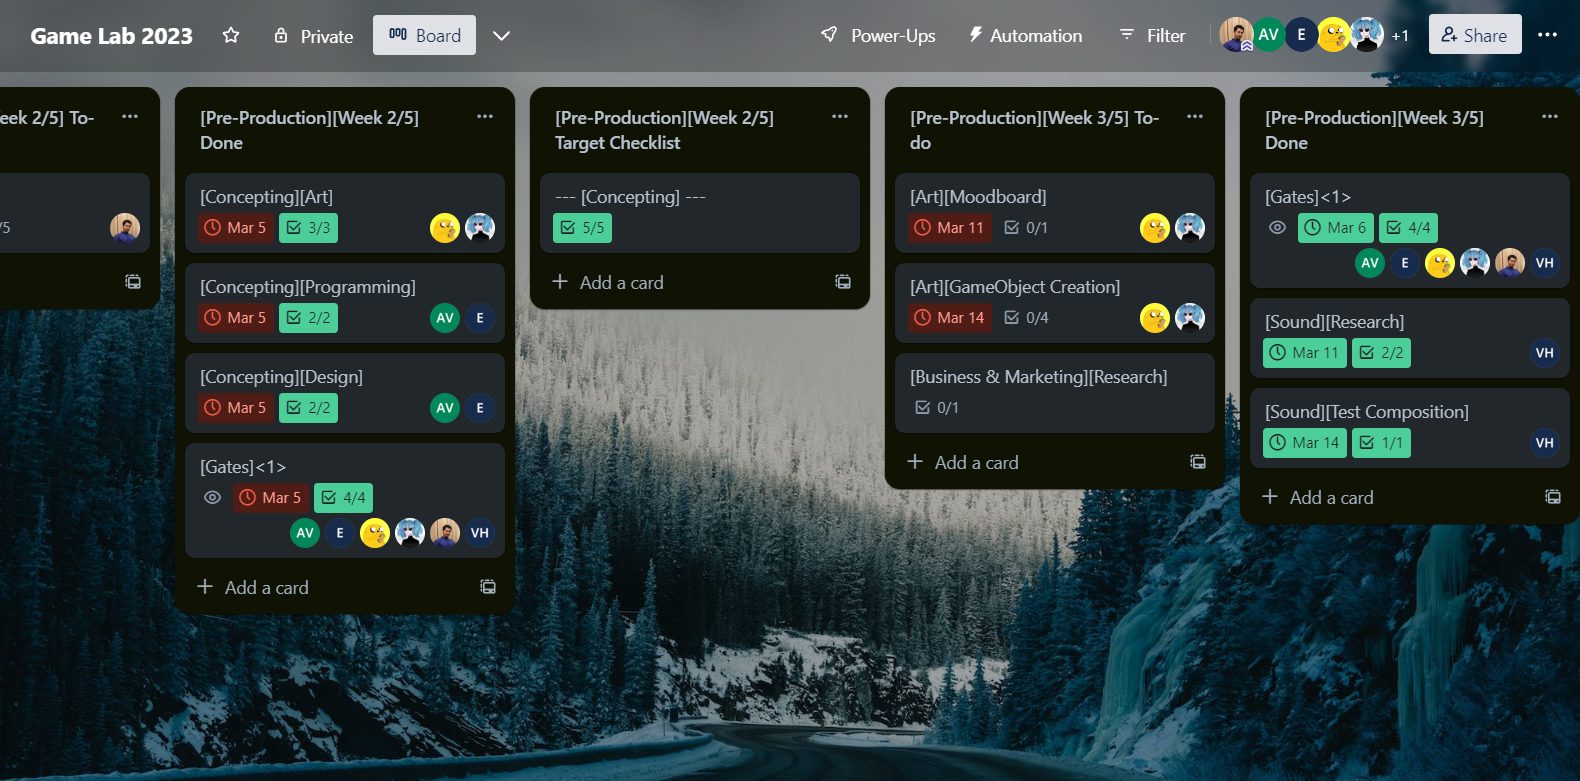 Game Lab 2023
Private
Board
Power-Ups
Automation
Filter
AV
E
+1
Share
eek 2/5] To-
/5
[Pre-Production][Week 2/5]
Done
[Concepting][Art]
Mar 5 3/3
[Concepting][Programming]
Mar 5 2/2 AV E
[Concepting][Design]
Mar 5 2/2 AV E
[Gates]<1>
Mar 5 4/4
AV E VH
+ Add a card
[Pre-Production][Week 2/5]
Target Checklist
--- [Concepting] ---
5/5
+ Add a card
[Pre-Production][Week 3/5] To-
do
[Art][Moodboard]
Mar 11 0/1
[Art][GameObject Creation]
Mar 14 0/4
[Business & Marketing][Research]
0/1
+ Add a card
[Pre-Production][Week 3/5]
Done
[Gates]<1>
Mar 6 4/4
AV E VH
[Sound][Research]
Mar 11 2/2 VH
[Sound][Test Composition]
Mar 14 1/1 VH
+ Add a card